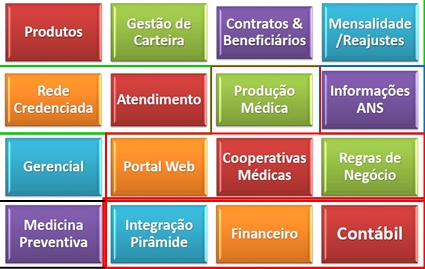 Produtos
Gestão de
Carteira
Contratos &
Beneficiários
Mensalidade
/Reajustes
Rede
Credenciada
Atendimento
Produção
Médica
Informações
ANS
Gerencial
Portal Web
Cooperativas
Médicas
Regras de
Negócio
Medicina
Preventiva
Integração
Pirâmide
Financeiro
Contábil